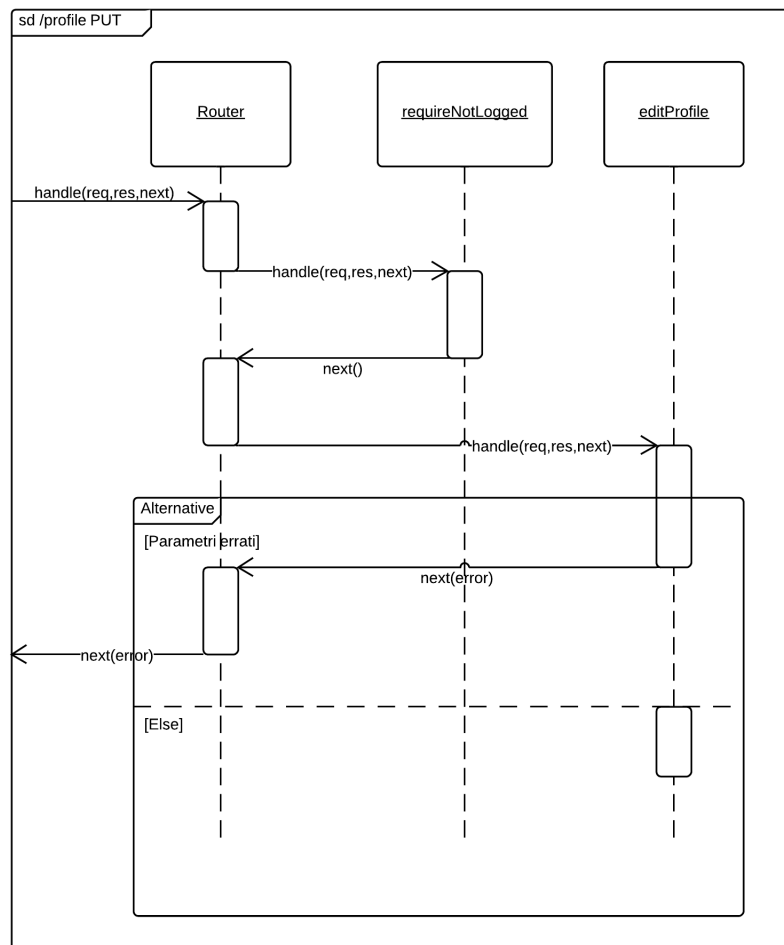 sd /profile PUT
Router
requireNotLogged
editProfile
handle(req,res,next)
handle(req,res,next)
next()
handle(req,res,next)
Alternative
[Parametri errati]
next(error)
next(error)
[Else]